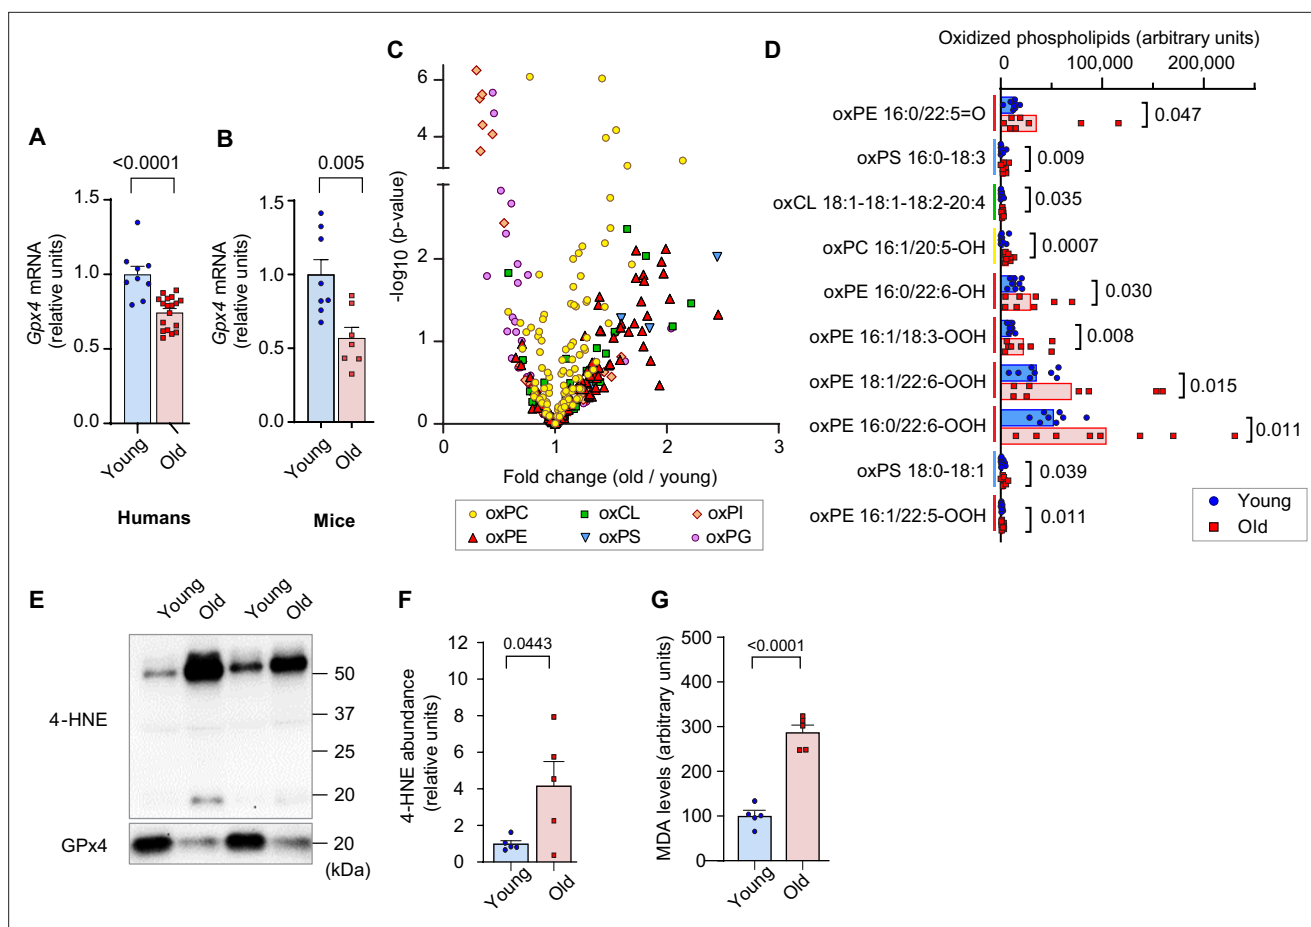 A
<0.0001
Gpx4 mRNA
(relative units)
1.5
1.0
0.5
0.0
Young
Old
Humans
B
0.005
Gpx4 mRNA
(relative units)
1.5
1.0
0.5
0.0
Young
Old
Mice
C
-log10 (p-value)
6
4
2
1
0
0
1
2
3
Fold change (old / young)
oxPC
oxCL
oxPI
oxPE
oxPS
oxPG
D
Oxidized phospholipids (arbitrary units)
0
100,000
200,000
oxPE 16:0/22:5=O
0.047
oxPS 16:0-18:3
0.009
oxCL 18:1-18:1-18:2-20:4
0.035
oxPC 16:1/20:5-OH
0.0007
oxPE 16:0/22:6-OH
0.030
oxPE 16:1/18:3-OOH
0.008
oxPE 18:1/22:6-OOH
0.015
oxPE 16:0/22:6-OOH
0.011
oxPS 18:0-18:1
0.039
oxPE 16:1/22:5-OOH
0.011
Young
Old
E
Young
Old
Young
Old
4-HNE
50
37
25
20
GPx4
20
(kDa)
F
0.0443
4-HNE abundance
(relative units)
12
10
8
6
4
2
0
Young
Old
G
<0.0001
MDA levels (arbitrary units)
500
400
300
200
100
0
Young
Old